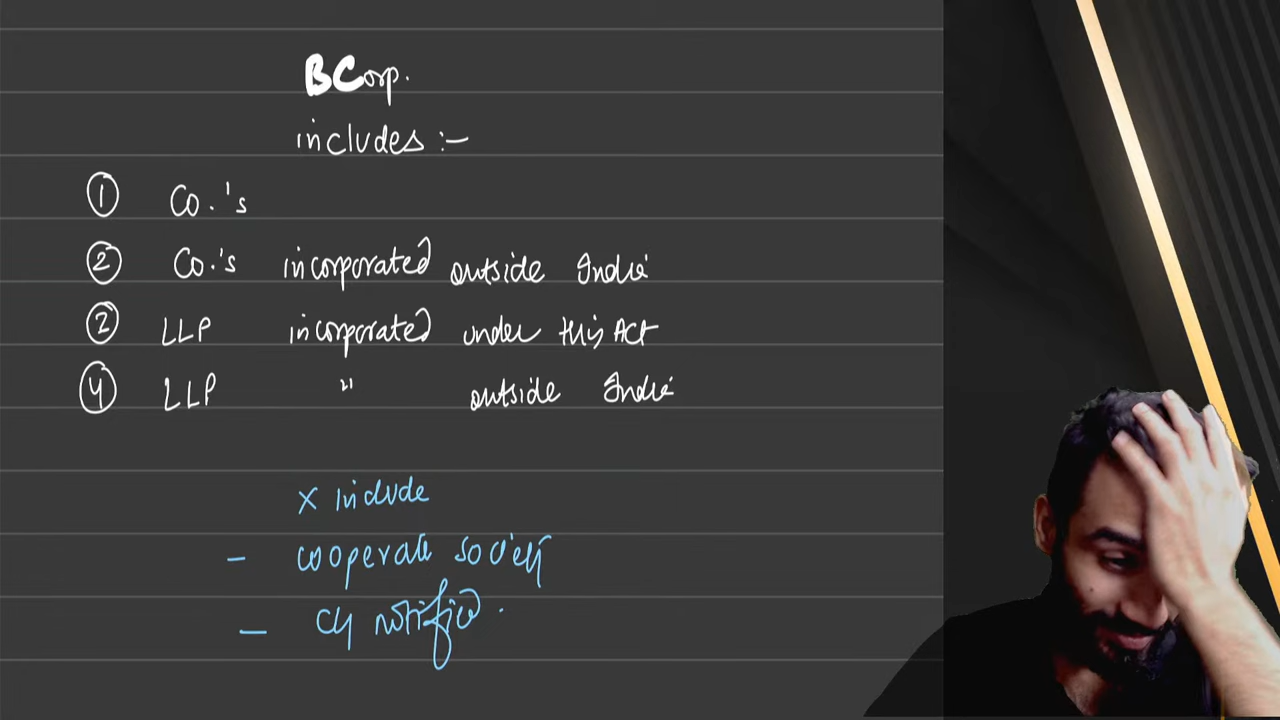 BCorp.
includes :-
① Co.'s
② Co.'s incorporated outside India
② LLP incorporated under this Act
④ LLP " outside India
x include
- cooperate society
- CG notified.